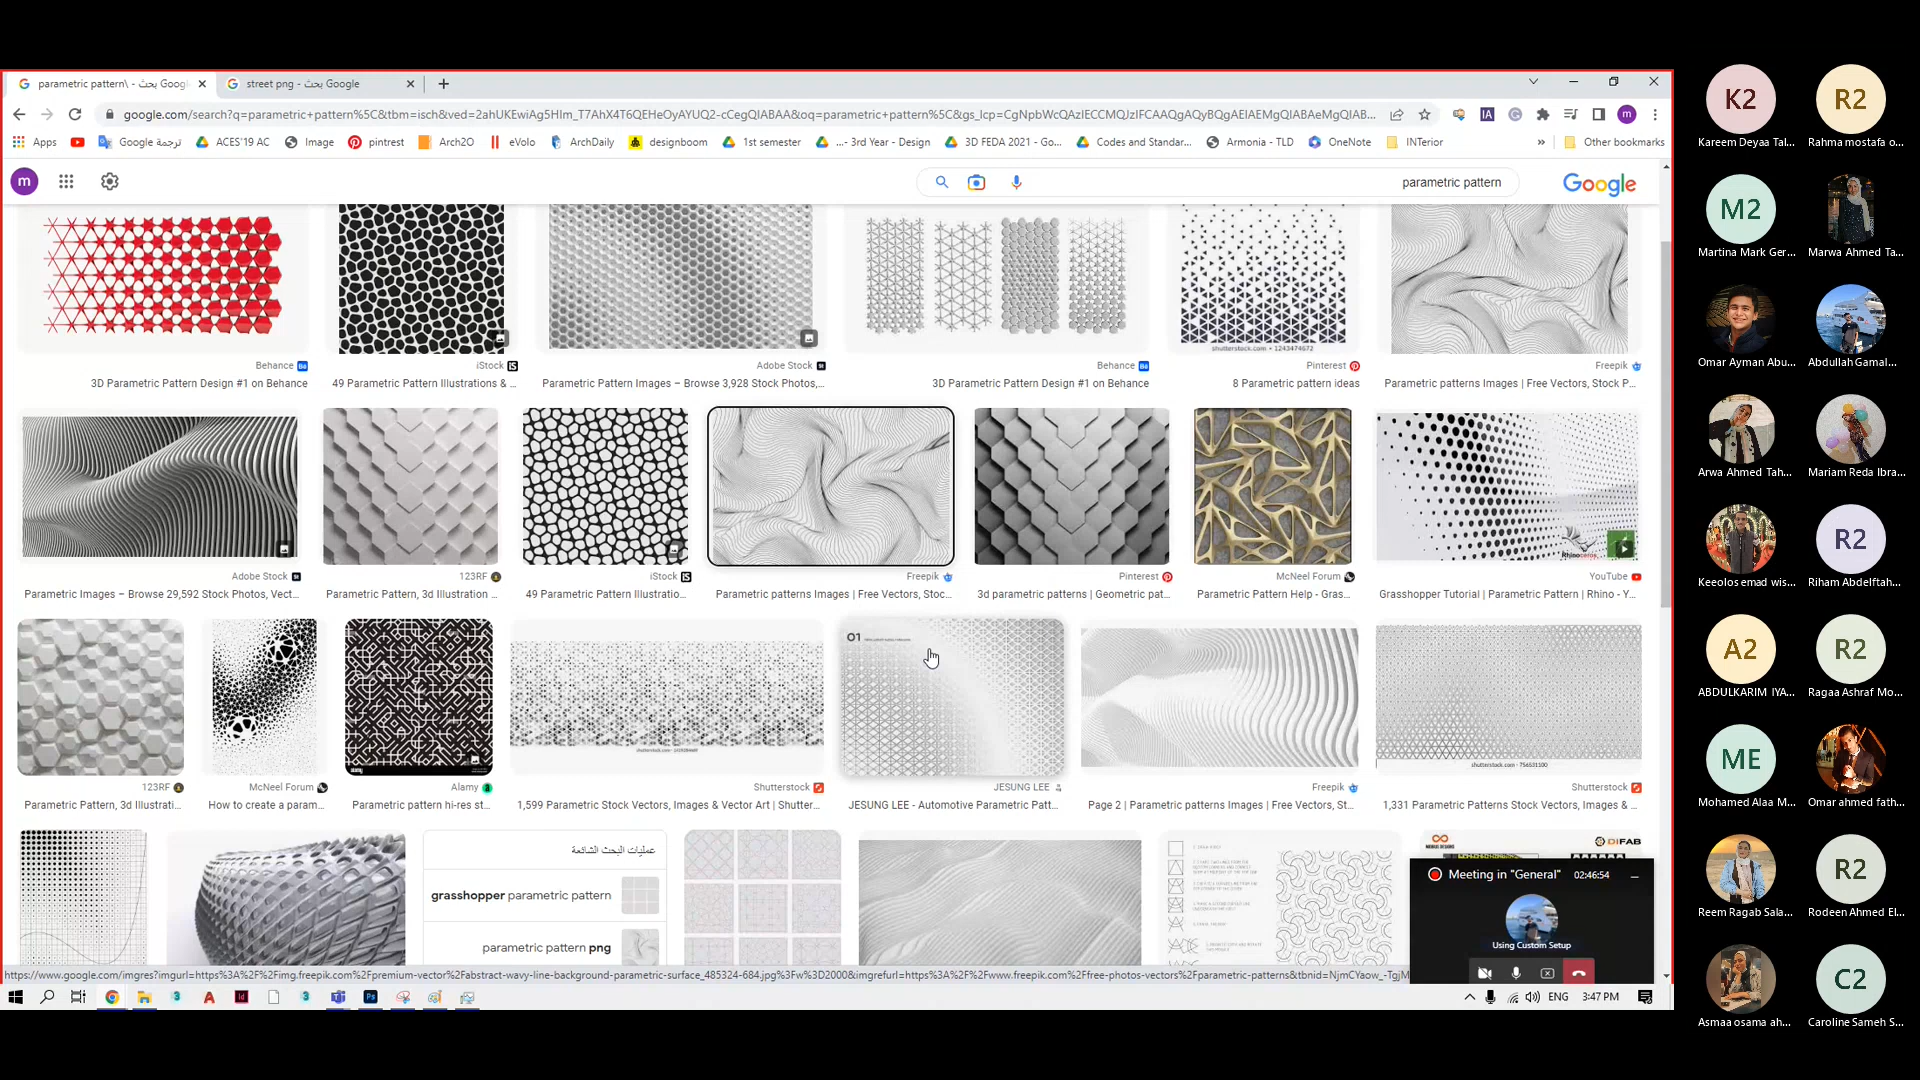 parametric pattern\ - بحث Googl
street png - بحث Google
google.com/search?q=parametric+pattern%5C&tbm=isch&ved=2ahUKEwiAg5HIm_T7AhX4T6QEHeOyAYUQ2-cCegQIABAA&oq=parametric+pattern%5C&gs_lcp=CgNpbWcQAzIECCMQJzIFCAAQgAQyBQgAEIAEMgQIABAeMgQIAB...
Apps
Google ترجمة
ACES'19 AC
Image
pintrest
Arch2O
eVolo
ArchDaily
designboom
1st semester
...- 3rd Year - Design
3D FEDA 2021 - Go...
Codes and Standar...
Armonia - TLD
OneNote
INTerior
»
Other bookmarks
m
parametric pattern
Google
shutterstock.com • 1243474672
Behance
iStock
Adobe Stock
Behance
Pinterest
Freepik
3D Parametric Pattern Design #1 on Behance
49 Parametric Pattern Illustrations & ...
Parametric Pattern Images – Browse 3,928 Stock Photos,...
3D Parametric Pattern Design #1 on Behance
8 Parametric pattern ideas
Parametric patterns Images | Free Vectors, Stock P...
Rhinoceros
Adobe Stock
123RF
iStock
Freepik
Pinterest
McNeel Forum
YouTube
Parametric Images – Browse 29,592 Stock Photos, Vect...
Parametric Pattern, 3d Illustration ...
49 Parametric Pattern Illustratio...
Parametric patterns Images | Free Vectors, Stoc...
3d parametric patterns | Geometric pat...
Parametric Pattern Help - Gras...
Grasshopper Tutorial | Parametric Pattern | Rhino - Y...
01
shutterstock.com • 756531100
123RF
McNeel Forum
Alamy
Shutterstock
JESUNG LEE
Freepik
Shutterstock
Parametric Pattern, 3d Illustrati...
How to create a param...
Parametric pattern hi-res st...
1,599 Parametric Stock Vectors, Images & Vector Art | Shutter...
JESUNG LEE - Automotive Parametric Patt...
Page 2 | Parametric patterns Images | Free Vectors, St...
1,331 Parametric Patterns Stock Vectors, Images & ...
عمليات البحث الشائعة
grasshopper parametric pattern
parametric pattern png
DIFAB
Meeting in "General"
02:46:54
Using Custom Setup
https://www.google.com/imgres?imgurl=https%3A%2F%2Fimg.freepik.com%2Fpremium-vector%2Fabstract-wavy-line-background-parametric-surface_485324-684.jpg%3Fw%3D2000&imgrefurl=https%3A%2F%2Fwww.freepik.com%2Ffree-photos-vectors%2Fparametric-patterns&tbnid=NjmCYaow_-TgjM
ENG
3:47 PM
K2
R2
Kareem Deyaa Tal...
Rahma mostafa o...
M2
Martina Mark Ger...
Marwa Ahmed Ta...
Omar Ayman Abu...
Abdullah Gamal...
Arwa Ahmed Tah...
Mariam Reda Ibra...
R2
Keeolos emad wis...
Riham Abdelftah...
A2
R2
ABDULKARIM IYA...
Ragaa Ashraf Mo...
ME
Mohamed Alaa M...
Omar ahmed fath...
R2
Reem Ragab Sala...
Rodeen Ahmed El...
C2
Asmaa osama ah...
Caroline Sameh S...